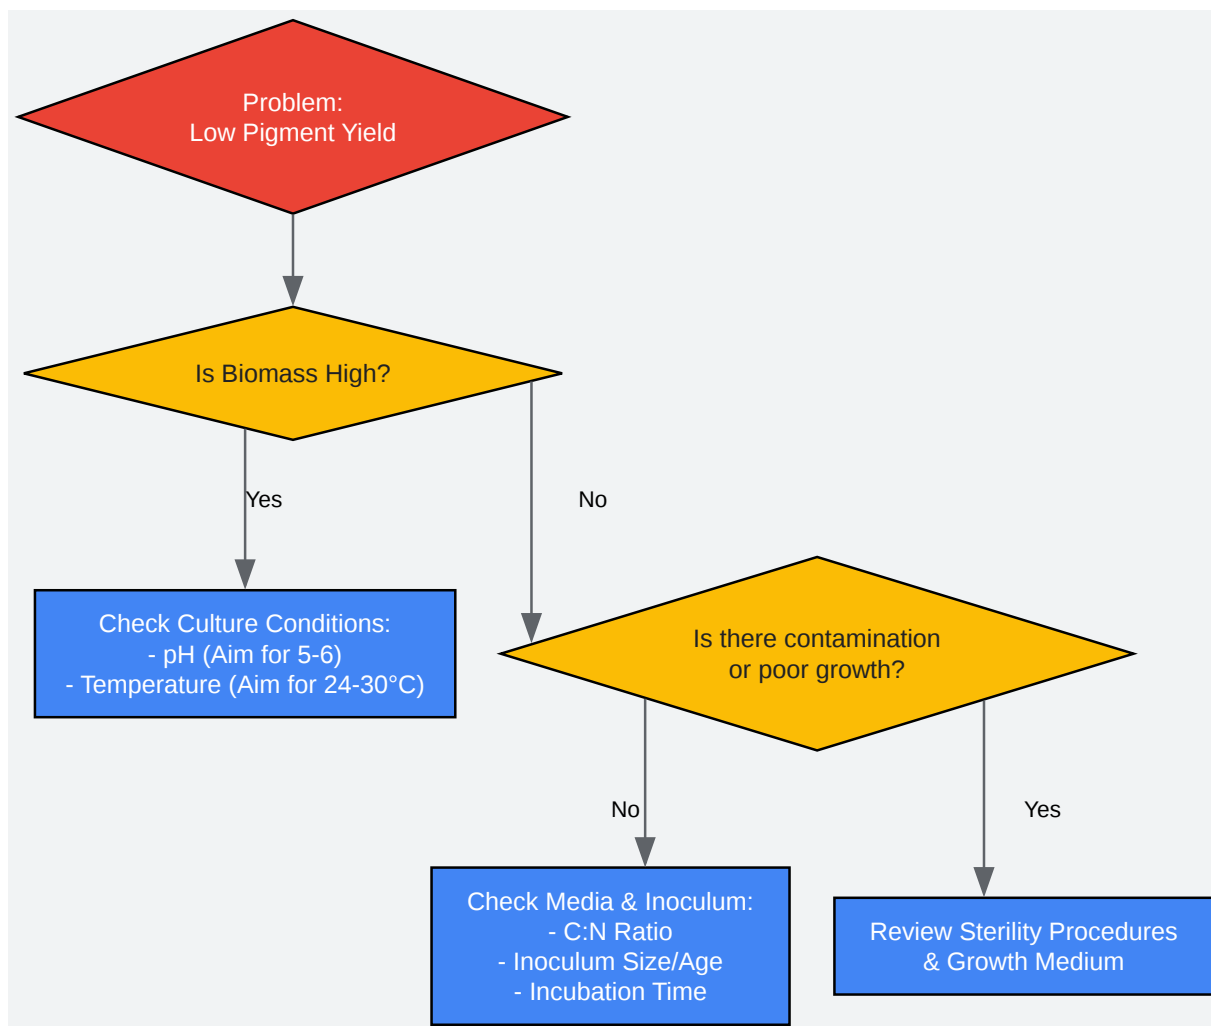 Problem:
Low Pigment Yield
Is Biomass High?
Yes
No
Check Culture Conditions:
- pH (Aim for 5-6)
- Temperature (Aim for 24-30°C)
Is there contamination
or poor growth?
No
Yes
Check Media & Inoculum:
- C:N Ratio
- Inoculum Size/Age
- Incubation Time
Review Sterility Procedures
& Growth Medium